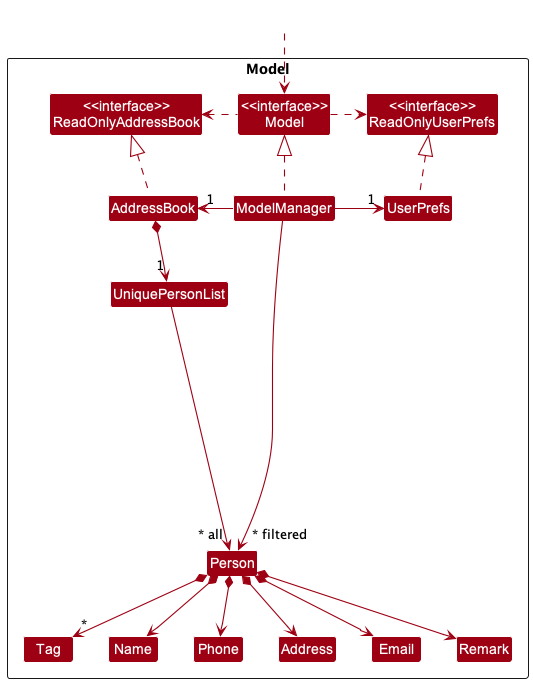 Model
<<interface>>
ReadOnlyAddressBook
<<interface>>
Model
<<interface>>
ReadOnlyUserPrefs
AddressBook
1
ModelManager
1
UserPrefs
1
UniquePersonList
* all
* filtered
Person
*
Tag
Name
Phone
Address
Email
Remark